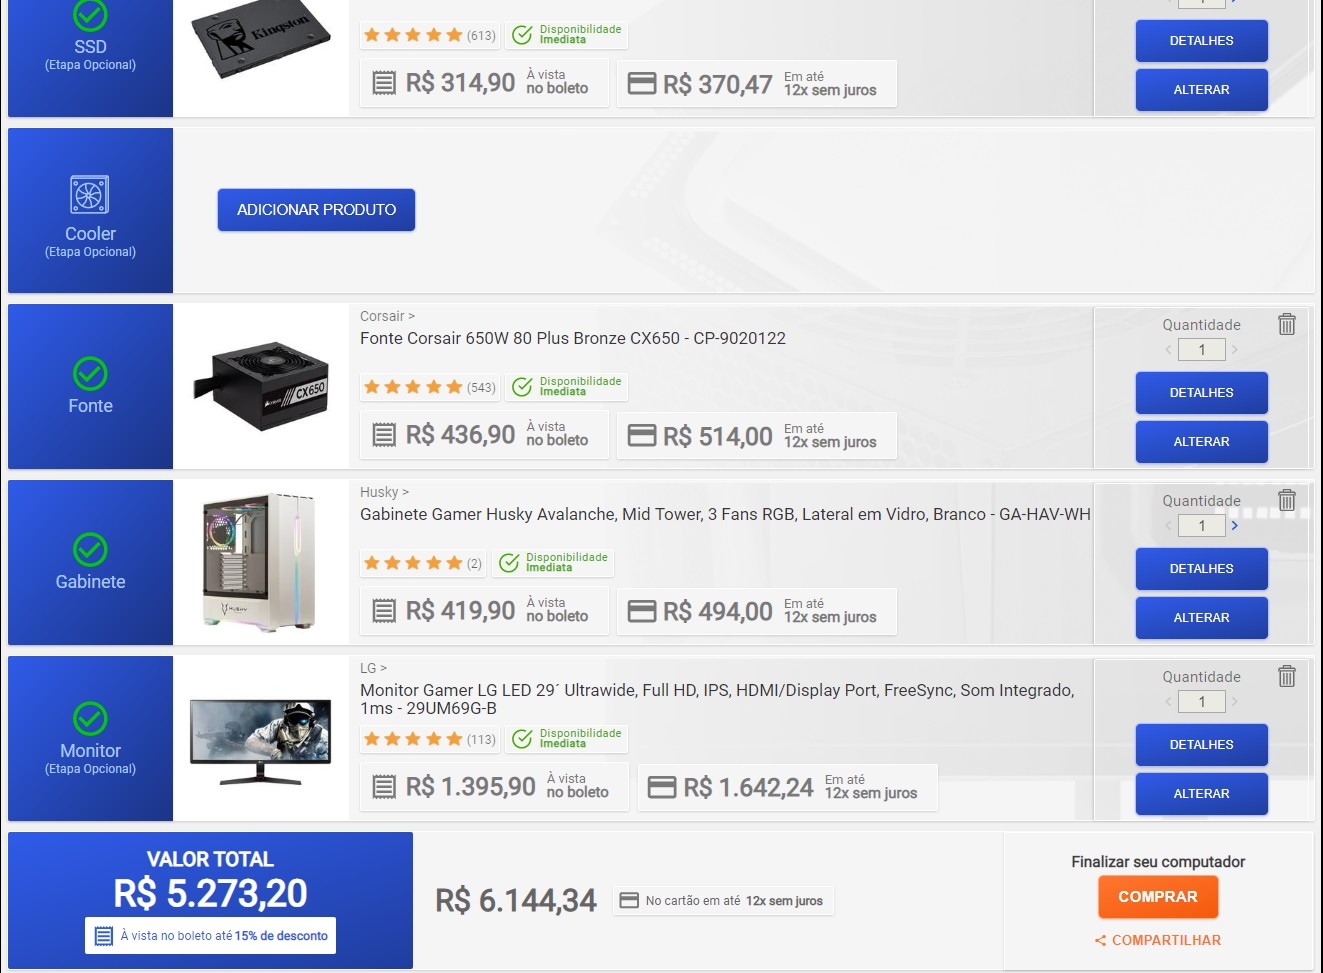 Kingston
SSD
(Etapa Opcional)
(613)
Disponibilidade
Imediata
R$ 314,90
À vista
no boleto
R$ 370,47
Em até
12x sem juros
1
DETALHES
ALTERAR
Cooler
(Etapa Opcional)
ADICIONAR PRODUTO
Fonte
CX650
Corsair >
Fonte Corsair 650W 80 Plus Bronze CX650 - CP-9020122
(543)
Disponibilidade
Imediata
R$ 436,90
À vista
no boleto
R$ 514,00
Em até
12x sem juros
Quantidade
1
DETALHES
ALTERAR
Gabinete
HUSKY
Husky >
Gabinete Gamer Husky Avalanche, Mid Tower, 3 Fans RGB, Lateral em Vidro, Branco - GA-HAV-WH
(2)
Disponibilidade
Imediata
R$ 419,90
À vista
no boleto
R$ 494,00
Em até
12x sem juros
Quantidade
1
DETALHES
ALTERAR
Monitor
(Etapa Opcional)
LG >
Monitor Gamer LG LED 29´ Ultrawide, Full HD, IPS, HDMI/Display Port, FreeSync, Som Integrado,
1ms - 29UM69G-B
(113)
Disponibilidade
Imediata
R$ 1.395,90
À vista
no boleto
R$ 1.642,24
Em até
12x sem juros
Quantidade
1
DETALHES
ALTERAR
VALOR TOTAL
R$ 5.273,20
À vista no boleto até 15% de desconto
R$ 6.144,34
No cartão em até 12x sem juros
Finalizar seu computador
COMPRAR
COMPARTILHAR